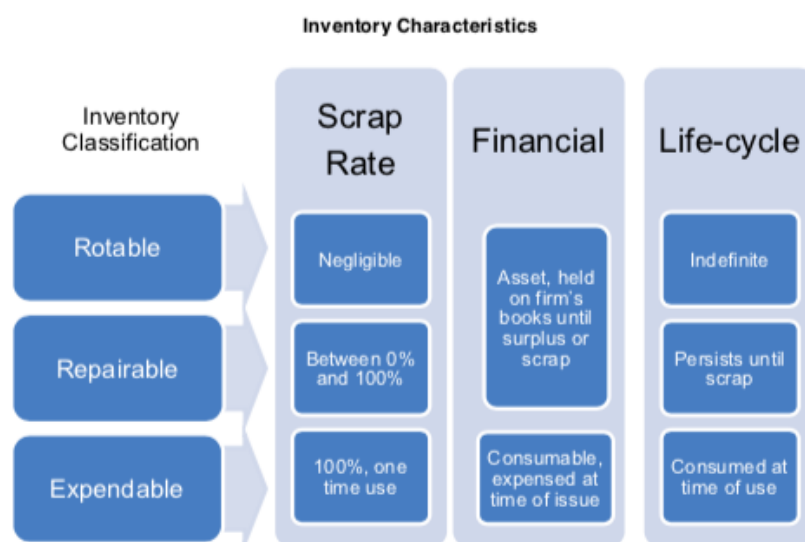 Inventory Characteristics
Inventory
Classification
Scrap
Rate
Financial
Life-cycle
Rotable
Negligible
Asset, held
on firm's
books until
surplus or
scrap
Indefinite
Repairable
Between 0%
and 100%
Persists until
scrap
Expendable
100%, one
time use
Consumable,
expensed at
time of issue
Consumed at
time of use